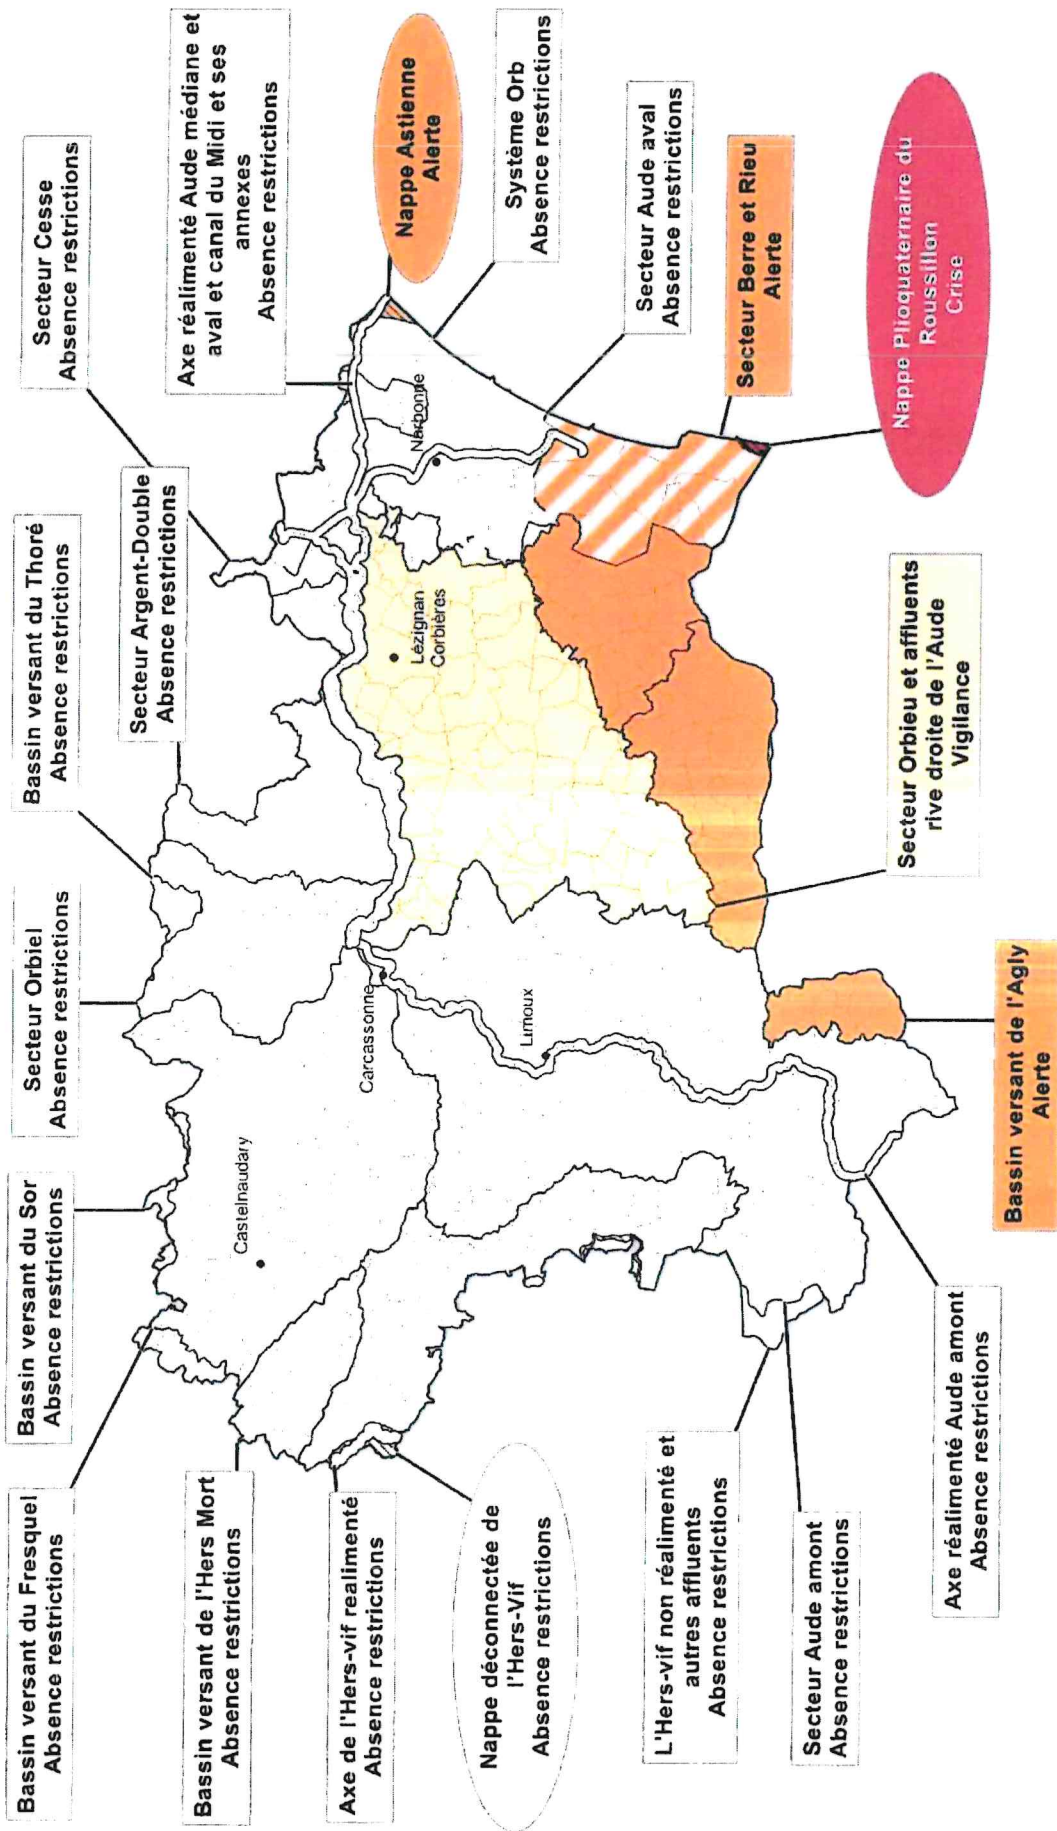 Bassin versant du Fresquel
Absence restrictions
Bassin versant du Sor
Absence restrictions
Secteur Orbiel
Absence restrictions
Bassin versant du Thoré
Absence restrictions
Secteur Argent-Double
Absence restrictions
Secteur Cesse
Absence restrictions
Axe réalimenté Aude médiane et
aval et canal du Midi et ses
annexes
Absence restrictions
Nappe Astienne
Alerte
Système Orb
Absence restrictions
Secteur Aude aval
Absence restrictions
Secteur Berre et Rieu
Alerte
Nappe Plioquaternaire du
Roussillon
Crise
Castelnaudary
Carcassonne
Limoux
Lézignan
Corbières
Narbonne
Bassin versant de l'Hers Mort
Absence restrictions
Axe de l'Hers-vif realimenté
Absence restrictions
Nappe déconnectée de
l'Hers-Vif
Absence restrictions
L'Hers-vif non réalimenté et
autres affluents
Absence restrictions
Secteur Aude amont
Absence restrictions
Axe réalimenté Aude amont
Absence restrictions
Bassin versant de l'Agly
Alerte
Secteur Orbieu et affluents
rive droite de l'Aude
Vigilance